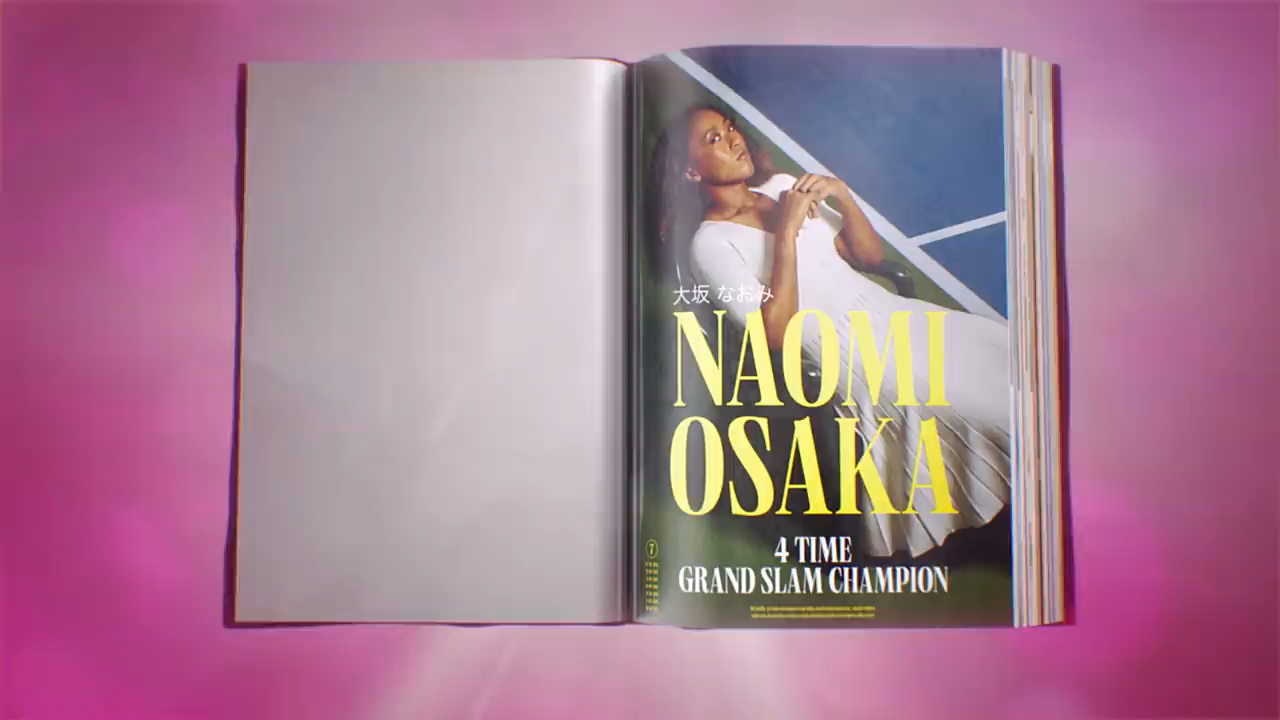 大坂 なおみ
NAOMI
OSAKA
4 TIME
GRAND SLAM CHAMPION
7